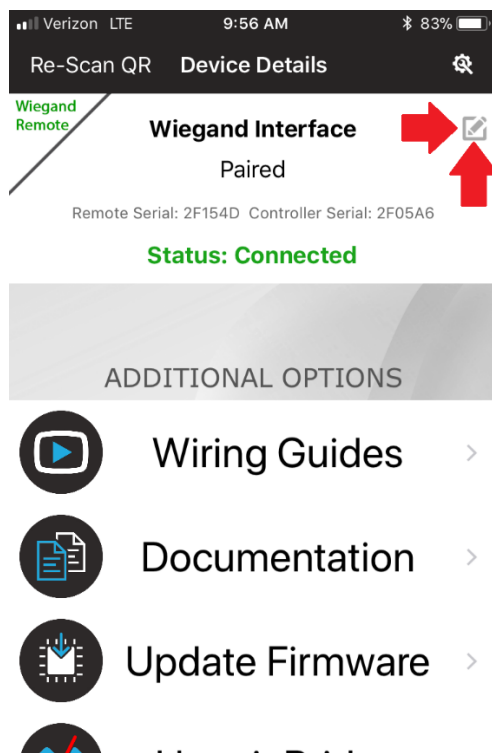 Verizon LTE 9:56 AM 83%
Re-Scan QR Device Details
Wiegand
Remote
Wiegand Interface
Paired
Remote Serial: 2F154D Controller Serial: 2F05A6
Status: Connected
ADDITIONAL OPTIONS
Wiring Guides
Documentation
Update Firmware